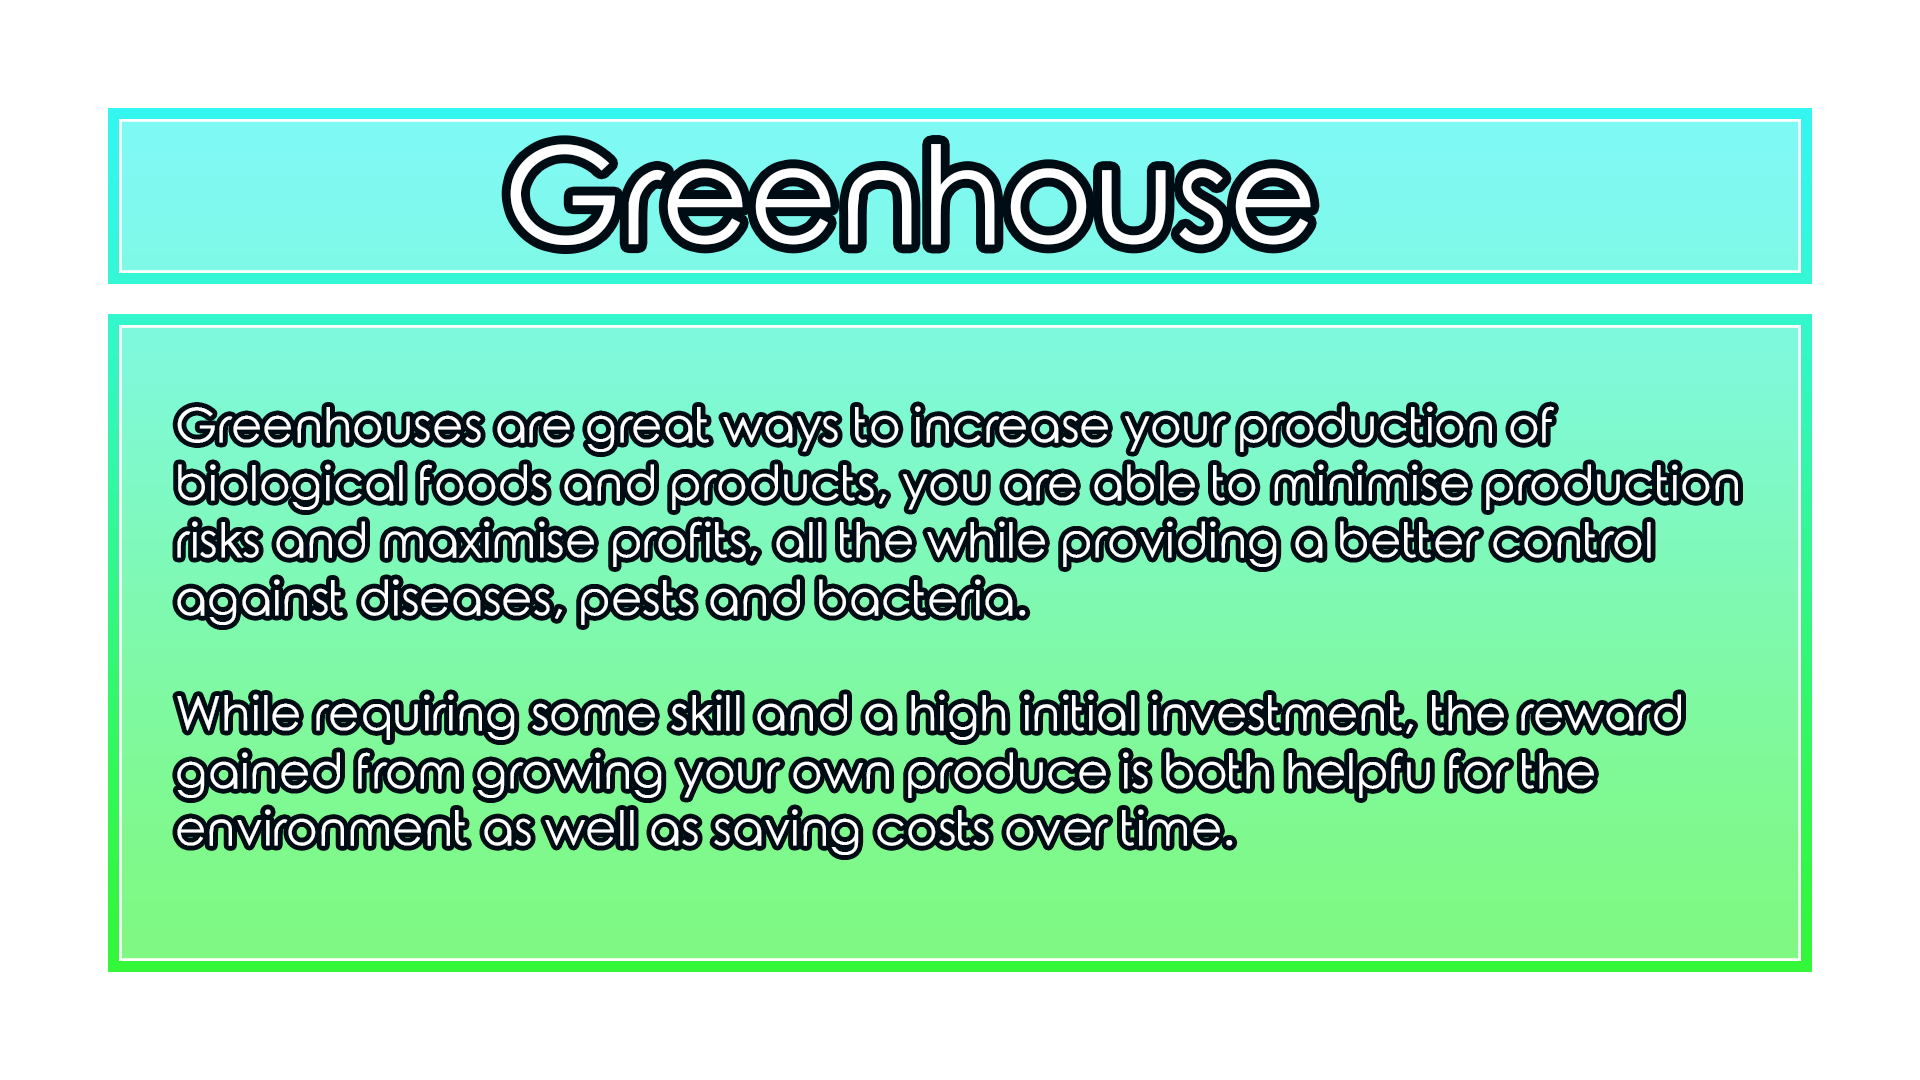 Greenhouse
Greenhouses are great ways to increase your production of
biological foods and products, you are able to minimise production
risks and maximise profits, all the while providing a better control
against diseases, pests and bacteria.
While requiring some skill and a high initial investment, the reward
gained from growing your own produce is both helpfu for the
environment as well as saving costs over time.